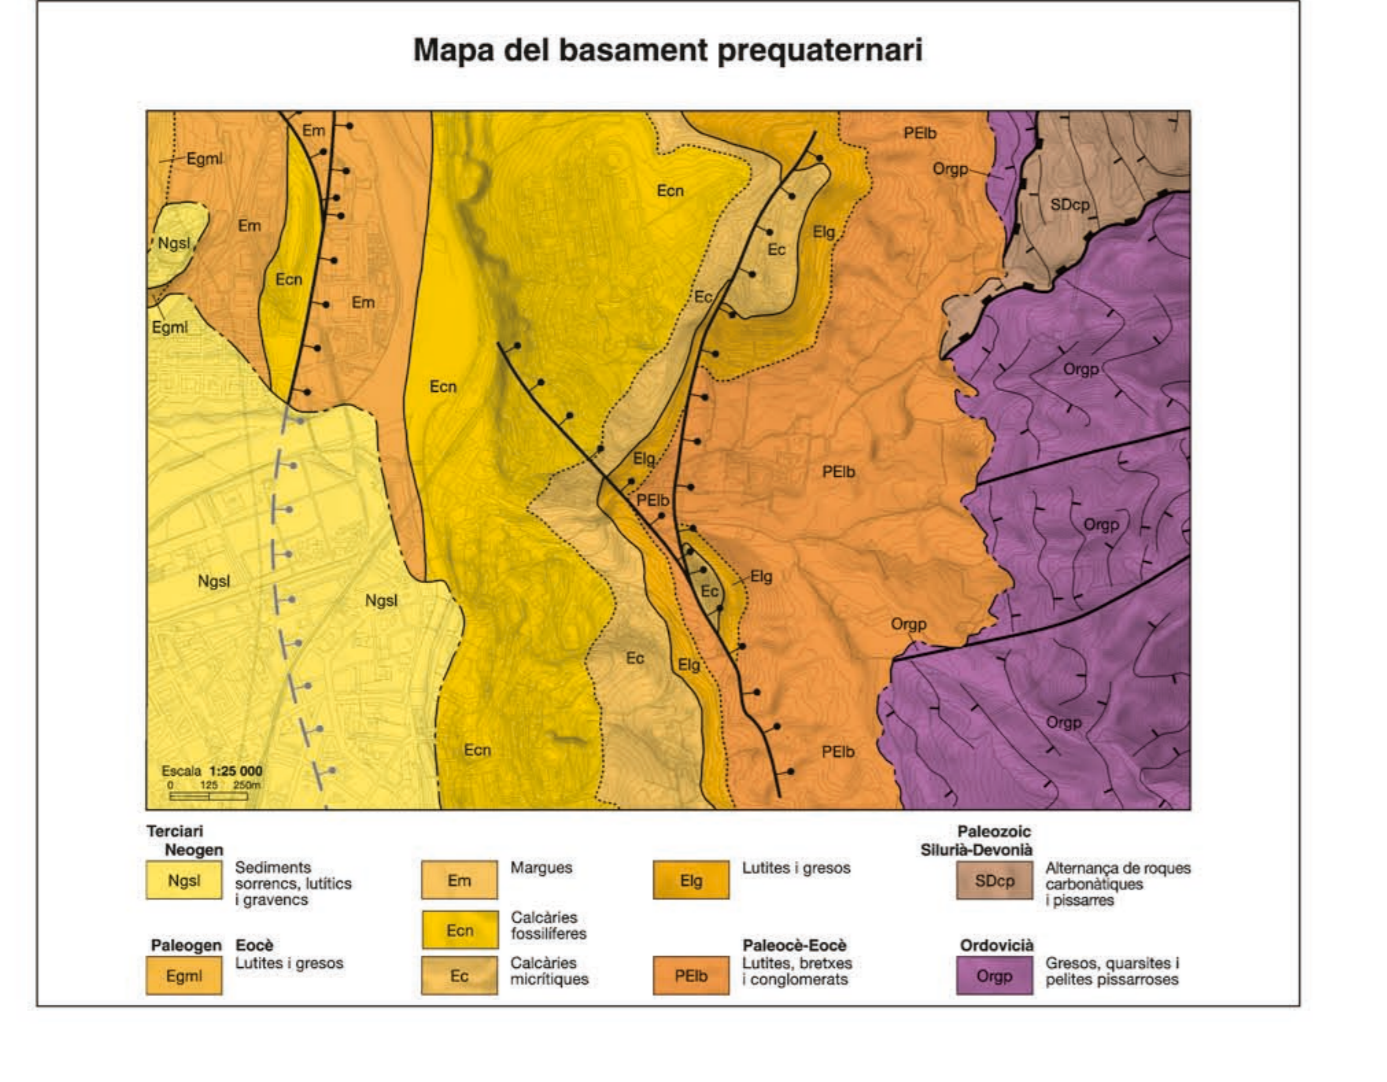 Mapa del basament prequaternari
Em
PElb
Egml
Orgp
Ecn
SDcp
Em
Elg
Ngsl
Ec
Ecn
Ec
Em
Egml
Orgp
Ecn
Elg
PElb
PElb
Orgp
Elg
Ngsl
Ec
Ngsl
Orgp
Ec
Elg
Orgp
Ecn
PElb
Escala 1:25 000
0 125 250m
Terciari
Neogen
Ngsl
Sediments
sorrencs, lutítics
i gravencs
Paleogen Eocè
Egml
Lutites i gresos
Em
Margues
Ecn
Calcàries
fossilíferes
Ec
Calcàries
micrítiques
Elg
Lutites i gresos
Paleocè-Eocè
PElb
Lutites, bretxes
i conglomerats
Paleozoic
Silurià-Devonià
SDcp
Alternança de roques
carbonàtiques
i pissarres
Ordovicià
Orgp
Gresos, quarsites i
pelites pissarroses